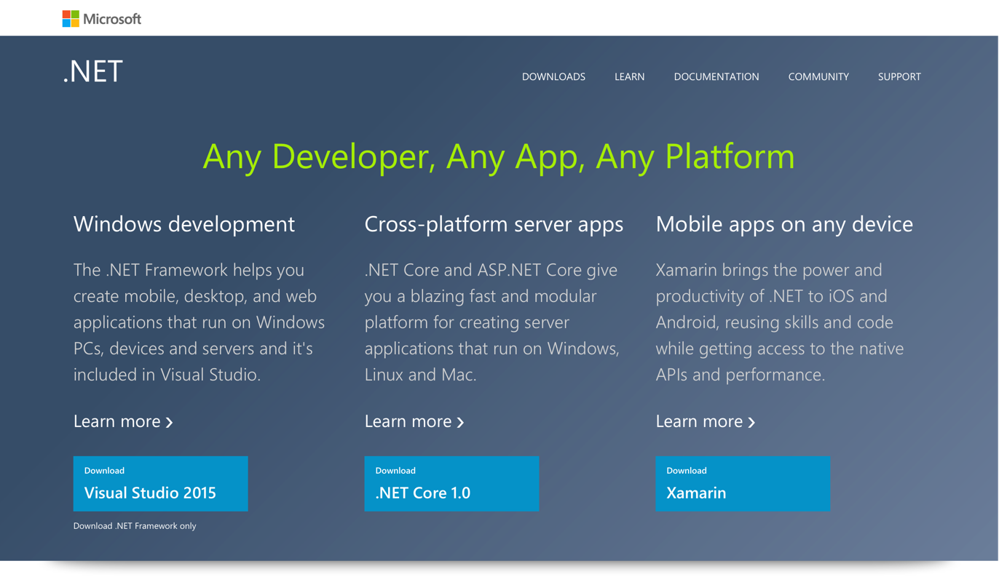 Microsoft
.NET
DOWNLOADS LEARN DOCUMENTATION COMMUNITY SUPPORT
Any Developer, Any App, Any Platform
Windows development
The .NET Framework helps you
create mobile, desktop, and web
applications that run on Windows
PCs, devices and servers and it's
included in Visual Studio.
Learn more ›
Download
Visual Studio 2015
Download .NET Framework only
Cross-platform server apps
.NET Core and ASP.NET Core give
you a blazing fast and modular
platform for creating server
applications that run on Windows,
Linux and Mac.
Learn more ›
Download
.NET Core 1.0
Mobile apps on any device
Xamarin brings the power and
productivity of .NET to iOS and
Android, reusing skills and code
while getting access to the native
APIs and performance.
Learn more ›
Download
Xamarin